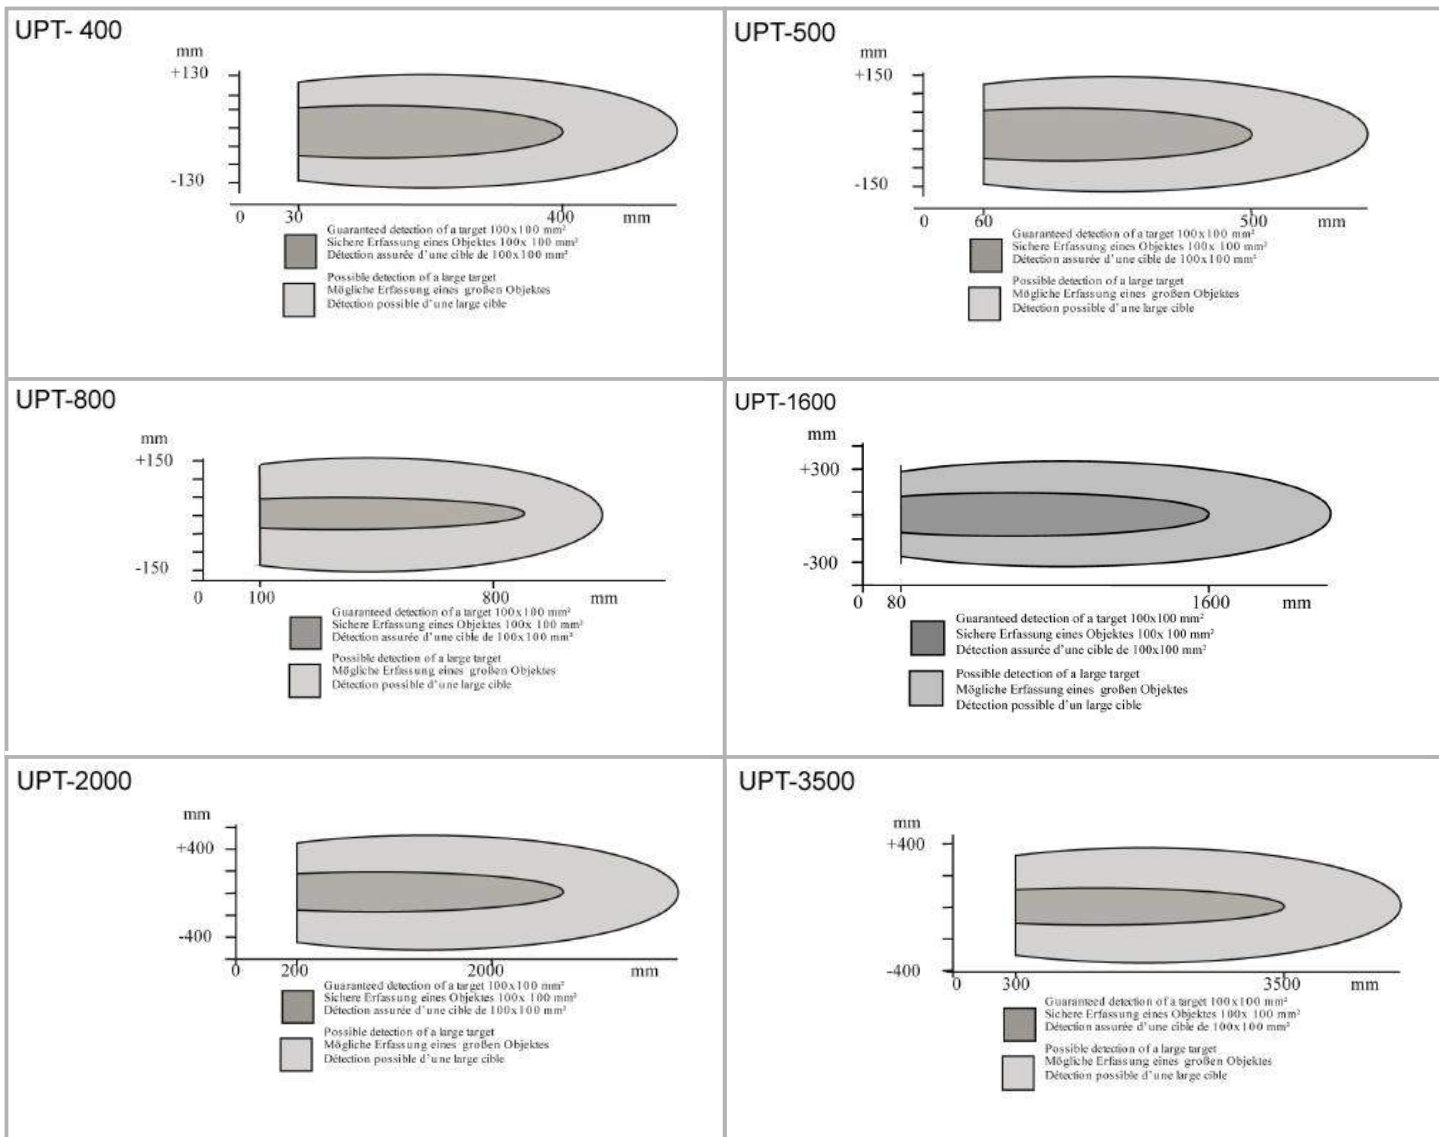 UPT- 400
mm
+130
-130
0 30 400 mm
Guaranteed detection of a target 100x100 mm²
Sichere Erfassung eines Objektes 100x 100 mm²
Détection assurée d'une cible de 100x100 mm²
Possible detection of a large target
Mögliche Erfassung eines großen Objektes
Détection possible d'une large cible
UPT-500
mm
+150
-150
0 60 500 mm
Guaranteed detection of a target 100x100 mm²
Sichere Erfassung eines Objektes 100x 100 mm²
Détection assurée d'une cible de 100x100 mm²
Possible detection of a large target
Mögliche Erfassung eines großen Objektes
Détection possible d'une large cible
UPT-800
mm
+150
-150
0 100 800 mm
Guaranteed detection of a target 100x100 mm²
Sichere Erfassung eines Objektes 100x 100 mm²
Détection assurée d'une cible de 100x100 mm²
Possible detection of a large target
Mögliche Erfassung eines großen Objektes
Détection possible d'une large cible
UPT-1600
mm
+300
-300
0 80 1600 mm
Guaranteed detection of a target 100x100 mm²
Sichere Erfassung eines Objektes 100x 100 mm²
Détection assurée d'une cible de 100x100 mm²
Possible detection of a large target
Mögliche Erfassung eines großen Objektes
Détection possible d'un large cible
UPT-2000
mm
+400
-400
0 200 2000 mm
Guaranteed detection of a target 100x100 mm²
Sichere Erfassung eines Objektes 100x 100 mm²
Détection assurée d'une cible de 100x100 mm²
Possible detection of a large target
Mögliche Erfassung eines großen Objektes
Détection possible d'une large cible
UPT-3500
mm
+400
-400
0 300 3500 mm
Guaranteed detection of a target 100x100 mm²
Sichere Erfassung eines Objektes 100x 100 mm²
Détection assurée d'une cible de 100x100 mm²
Possible detection of a large target
Mögliche Erfassung eines großen Objektes
Détection possible d'une large cible